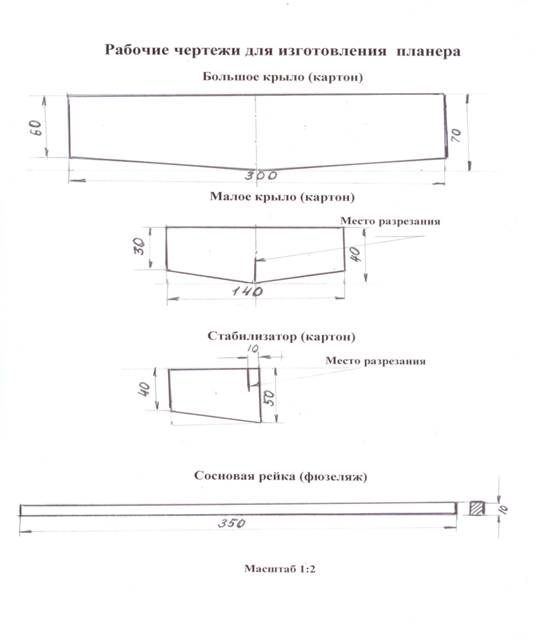 Рабочие чертежи для изготовления планера
Большое крыло (картон)
60
70
300
Малое крыло (картон)
Место разрезания
30
40
140
Стабилизатор (картон)
10
Место разрезания
40
50
Сосновая рейка (фюзеляж)
350
10
Масштаб 1:2